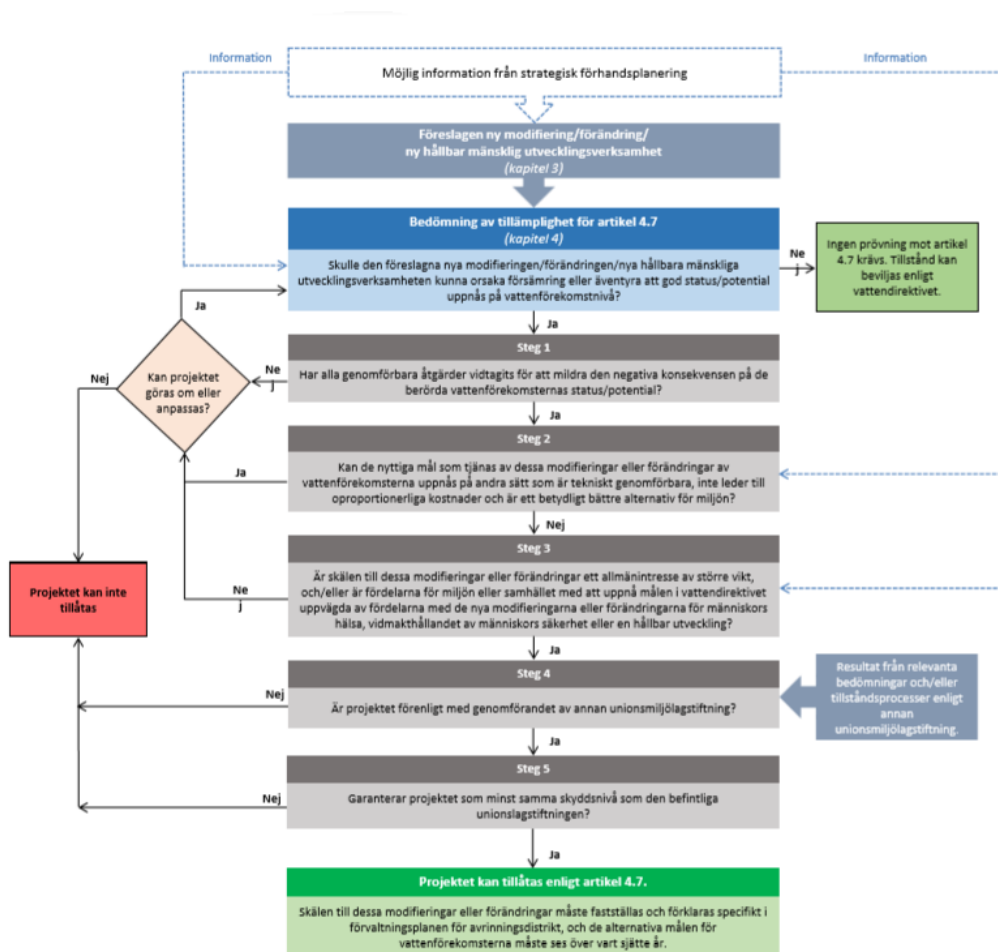 Information
Information
Möjlig information från strategisk förhandsplanering
Föreslagen ny modifiering/förändring/
ny hållbar mänsklig utvecklingsverksamhet
(kapitel 3)
Bedömning av tillämplighet för artikel 4.7
(kapitel 4)
Skulle den föreslagna nya modifieringen/förändringen/nya hållbara mänskliga
utvecklingsverksamheten kunna orsaka försämring eller äventyra att god status/potential
uppnås på vattenförekomstnivå?
Ne
j
Ingen prövning mot artikel
4.7 krävs. Tillstånd kan
beviljas enligt
vattendirektivet.
Ja
Ja
Steg 1
Har alla genomförbara åtgärder vidtagits för att mildra den negativa konsekvensen på de
berörda vattenförekomsternas status/potential?
Ne
j
Nej
Kan projektet
göras om eller
anpassas?
Ja
Steg 2
Kan de nyttiga mål som tjänas av dessa modifieringar eller förändringar av
vattenförekomsterna uppnås på andra sätt som är tekniskt genomförbara, inte leder till
oproportionerliga kostnader och är ett betydligt bättre alternativ för miljön?
Ja
Nej
Steg 3
Är skälen till dessa modifieringar eller förändringar ett allmänintresse av större vikt,
och/eller är fördelarna för miljön eller samhället med att uppnå målen i vattendirektivet
uppvägda av fördelarna med de nya modifieringarna eller förändringarna för människors
hälsa, vidmakthållandet av människors säkerhet eller en hållbar utveckling?
Ne
j
Projektet kan inte
tillåtas
Ja
Steg 4
Är projektet förenligt med genomförandet av annan unionsmiljölagstiftning?
Nej
Resultat från relevanta
bedömningar och/eller
tillståndsprocesser enligt
annan
unionsmiljölagstiftning.
Ja
Steg 5
Garanterar projektet som minst samma skyddsnivå som den befintliga
unionslagstiftningen?
Nej
Ja
Projektet kan tillåtas enligt artikel 4.7.
Skälen till dessa modifieringar eller förändringar måste fastställas och förklaras specifikt i
förvaltningsplanen för avrinningsdistrikt, och de alternativa målen för
vattenförekomsterna måste ses över vart sjätte år.